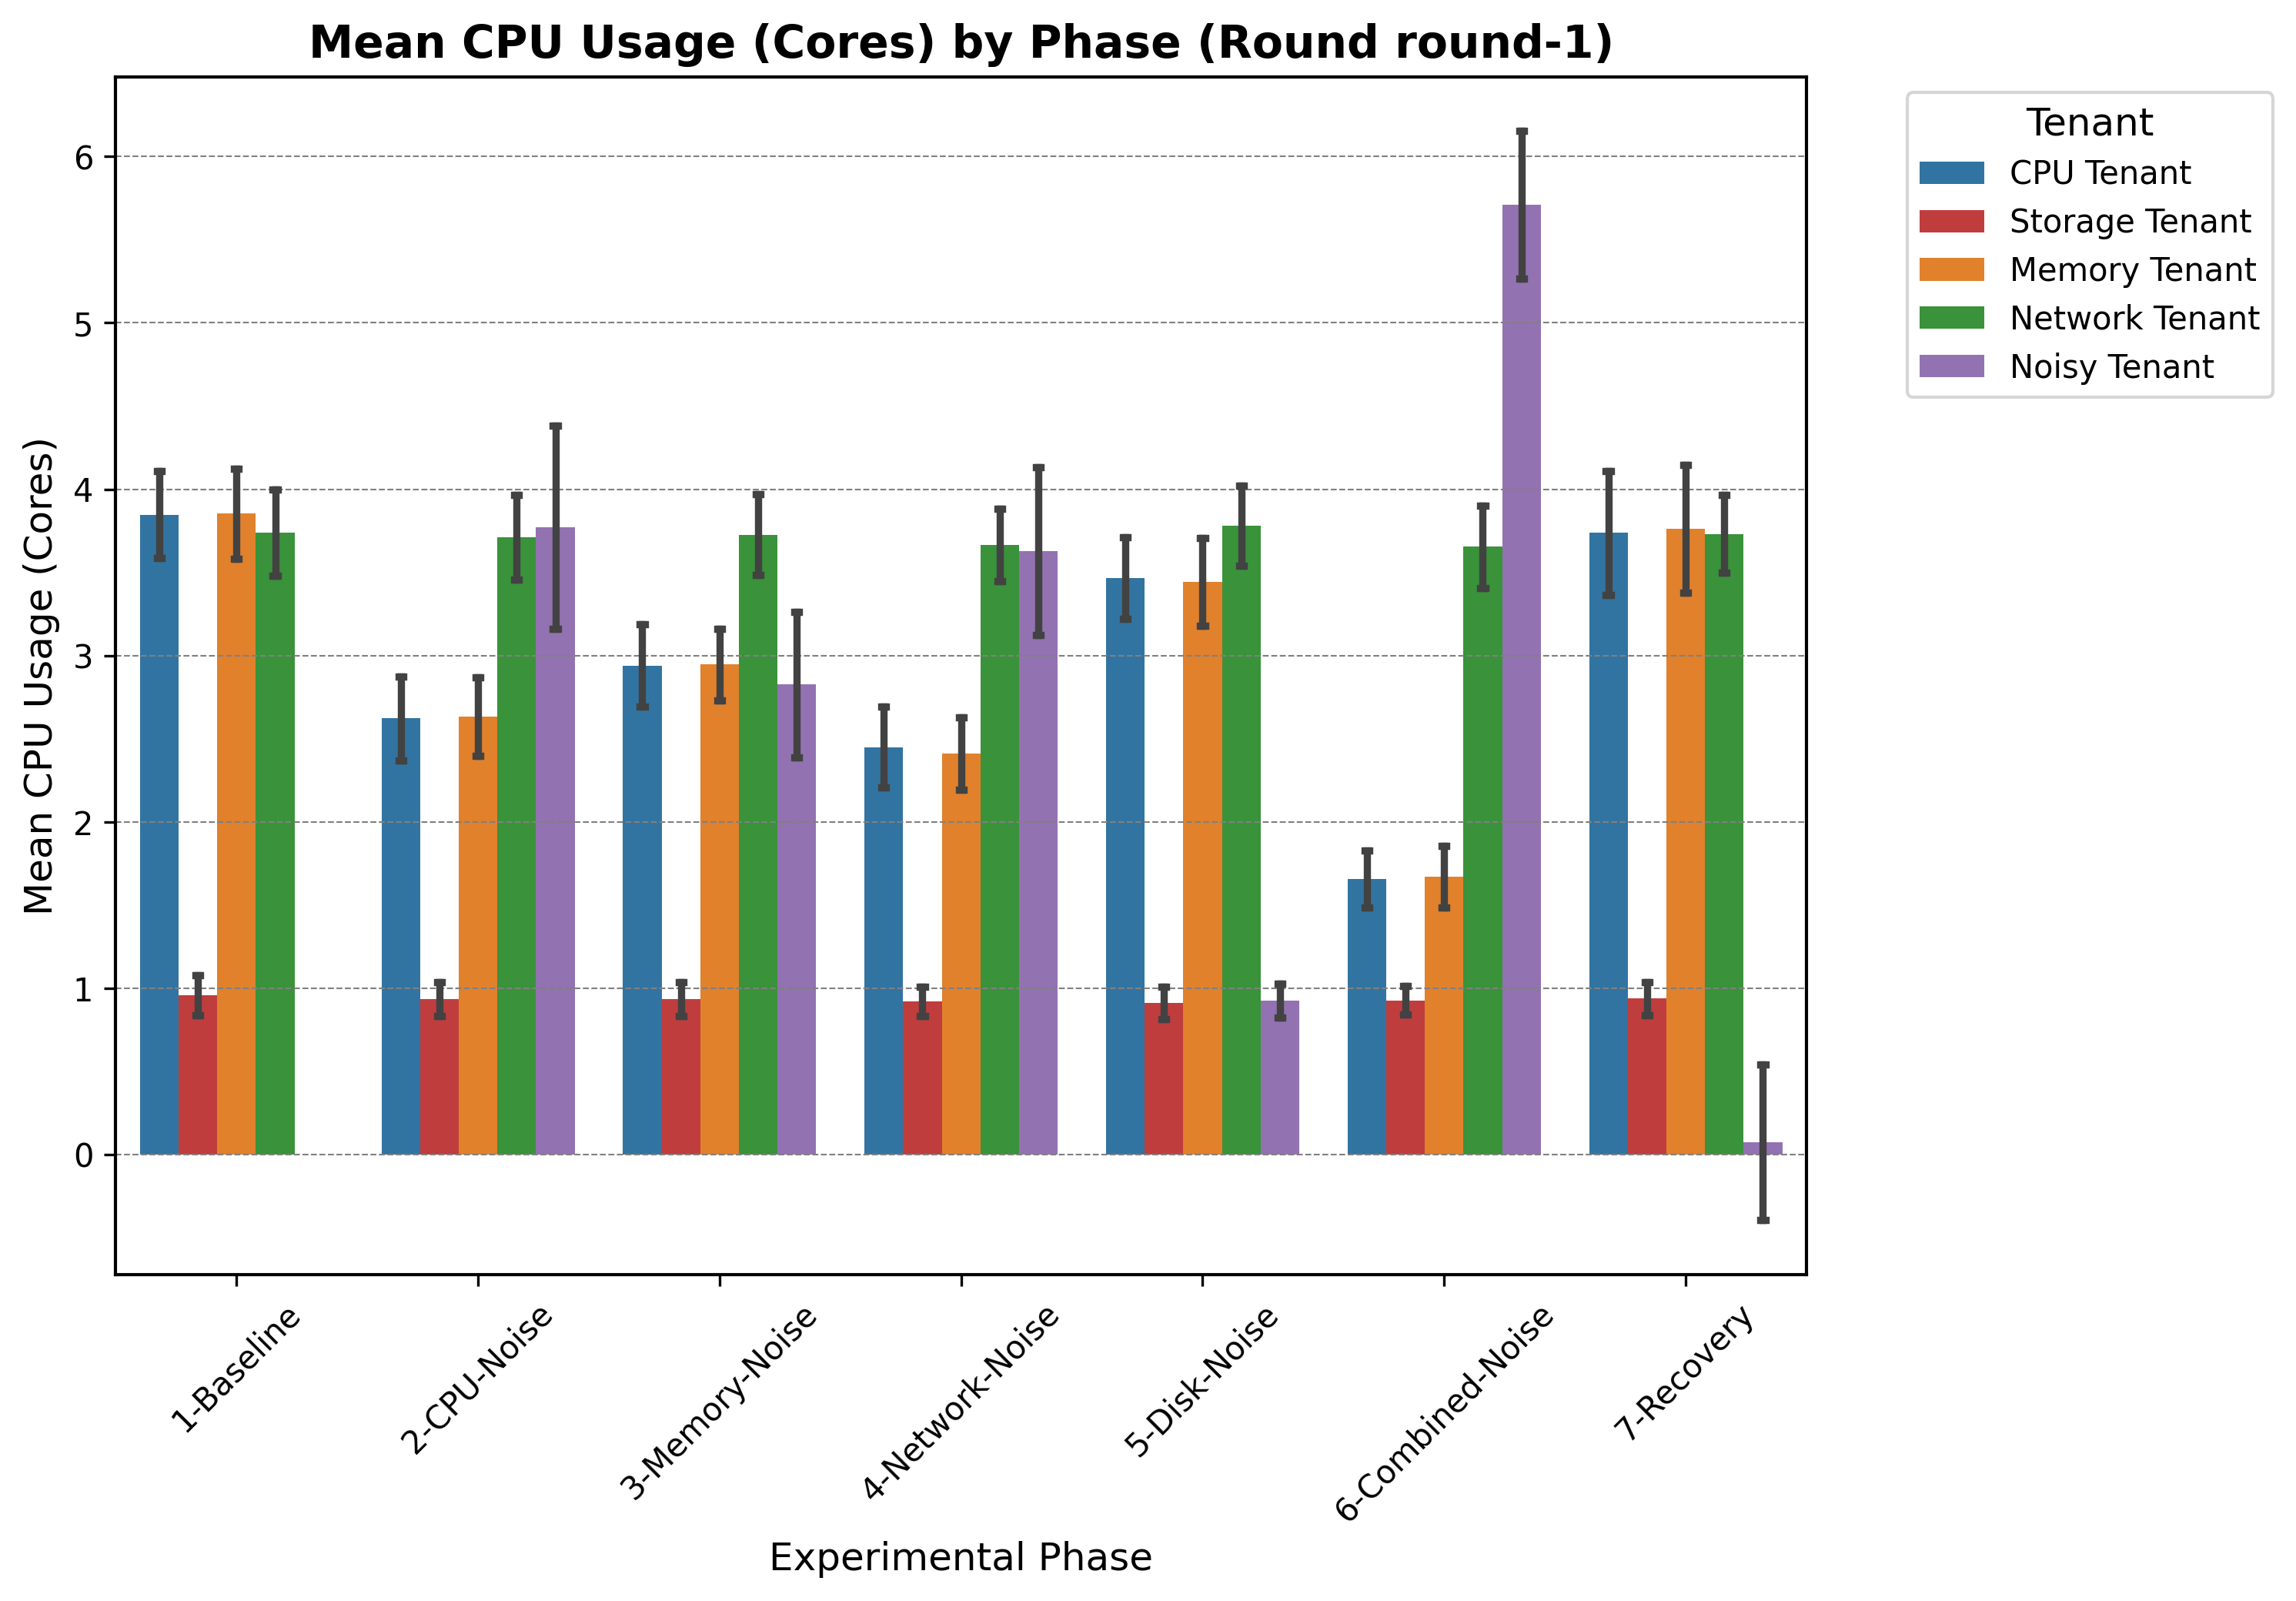 Mean CPU Usage (Cores) by Phase (Round round-1)
Tenant
CPU Tenant
Storage Tenant
Memory Tenant
Network Tenant
Noisy Tenant
Mean CPU Usage (Cores)
6
5
4
3
2
1
0
1-Baseline
2-CPU-Noise
3-Memory-Noise
4-Network-Noise
5-Disk-Noise
6-Combined-Noise
7-Recovery
Experimental Phase